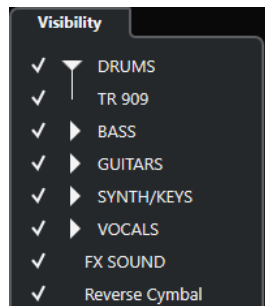 Visibility
DRUMS
TR 909
BASS
GUITARS
SYNTH/KEYS
VOCALS
FX SOUND
Reverse Cymbal